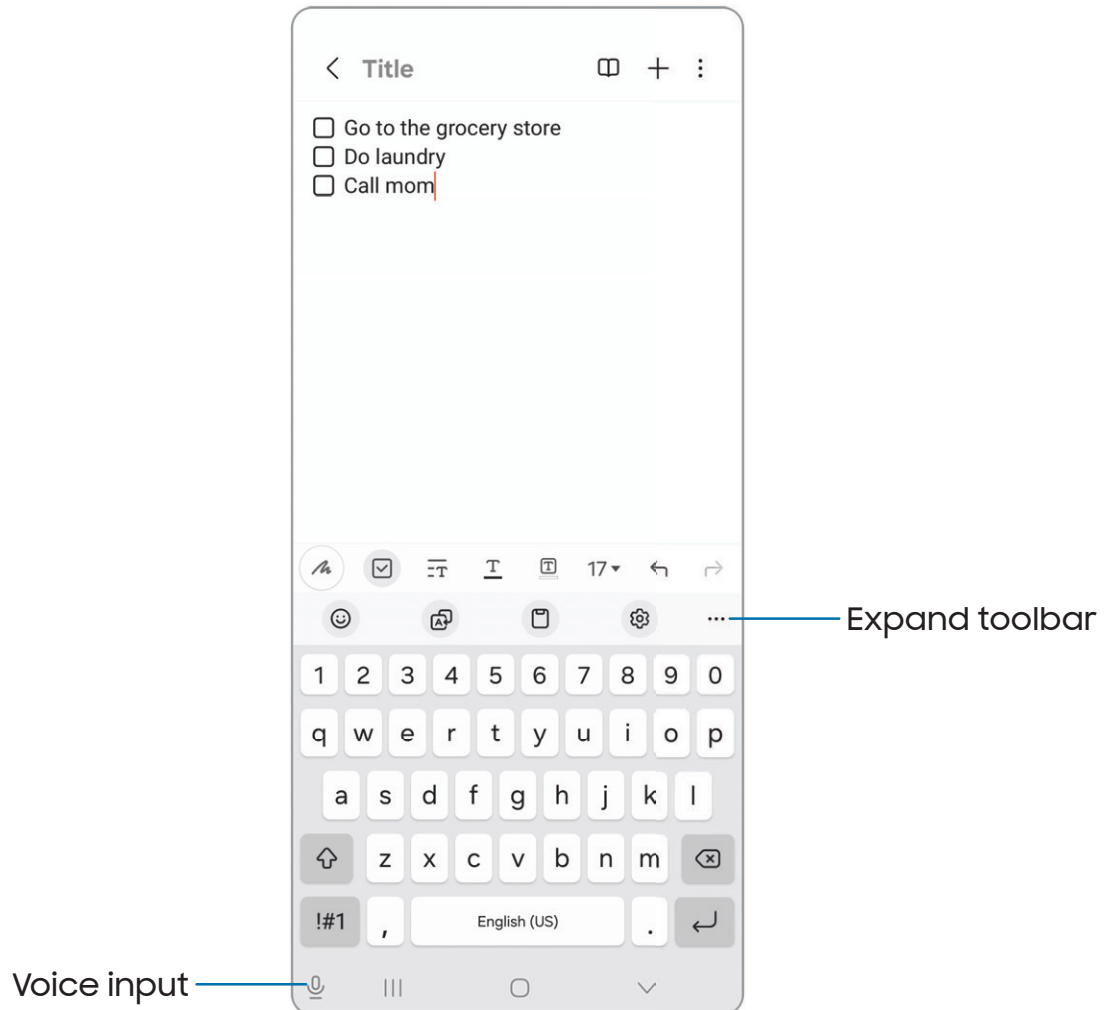 Title
Go to the grocery store
Do laundry
Call mom
17
Expand toolbar
1 2 3 4 5 6 7 8 9 0
q w e r t y u i o p
a s d f g h j k l
z x c v b n m
!#1 , English (US) .
Voice input